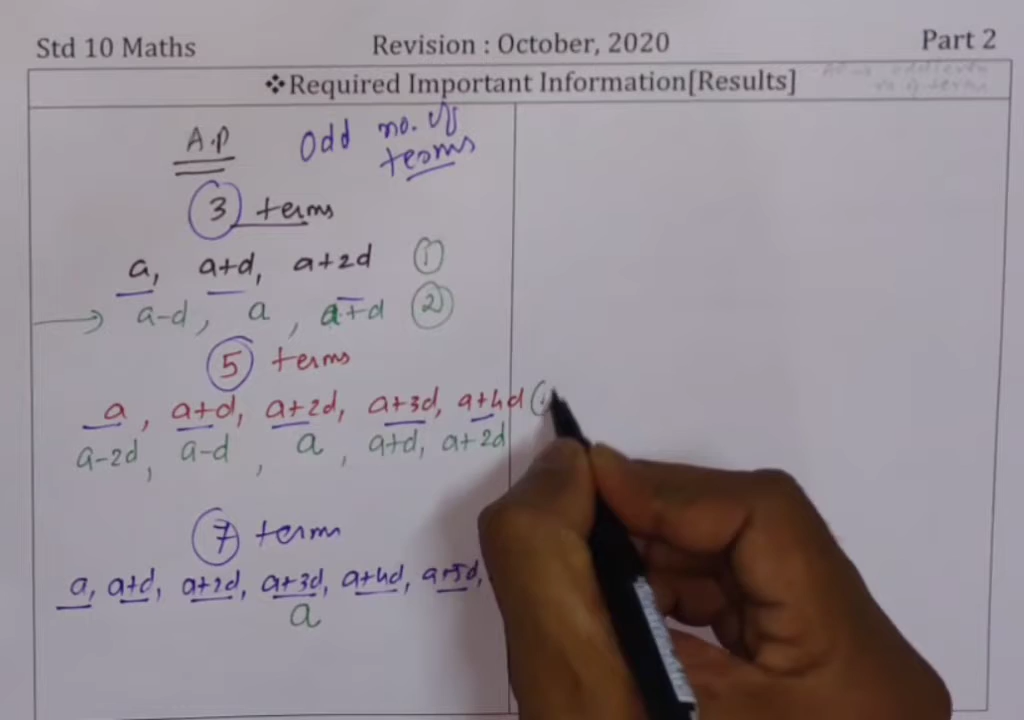 Std 10 Maths Revision : October, 2020 Part 2
❖Required Important Information[Results]
A.P Odd no. of
terms
3 terms
a, a+d, a+2d 1
a-d, a, a+d 2
5 terms
a, a+d, a+2d, a+3d, a+4d
a-2d, a-d, a, a+d, a+2d
7 terms
a, a+d, a+2d, a+3d, a+4d, a+5d,
a